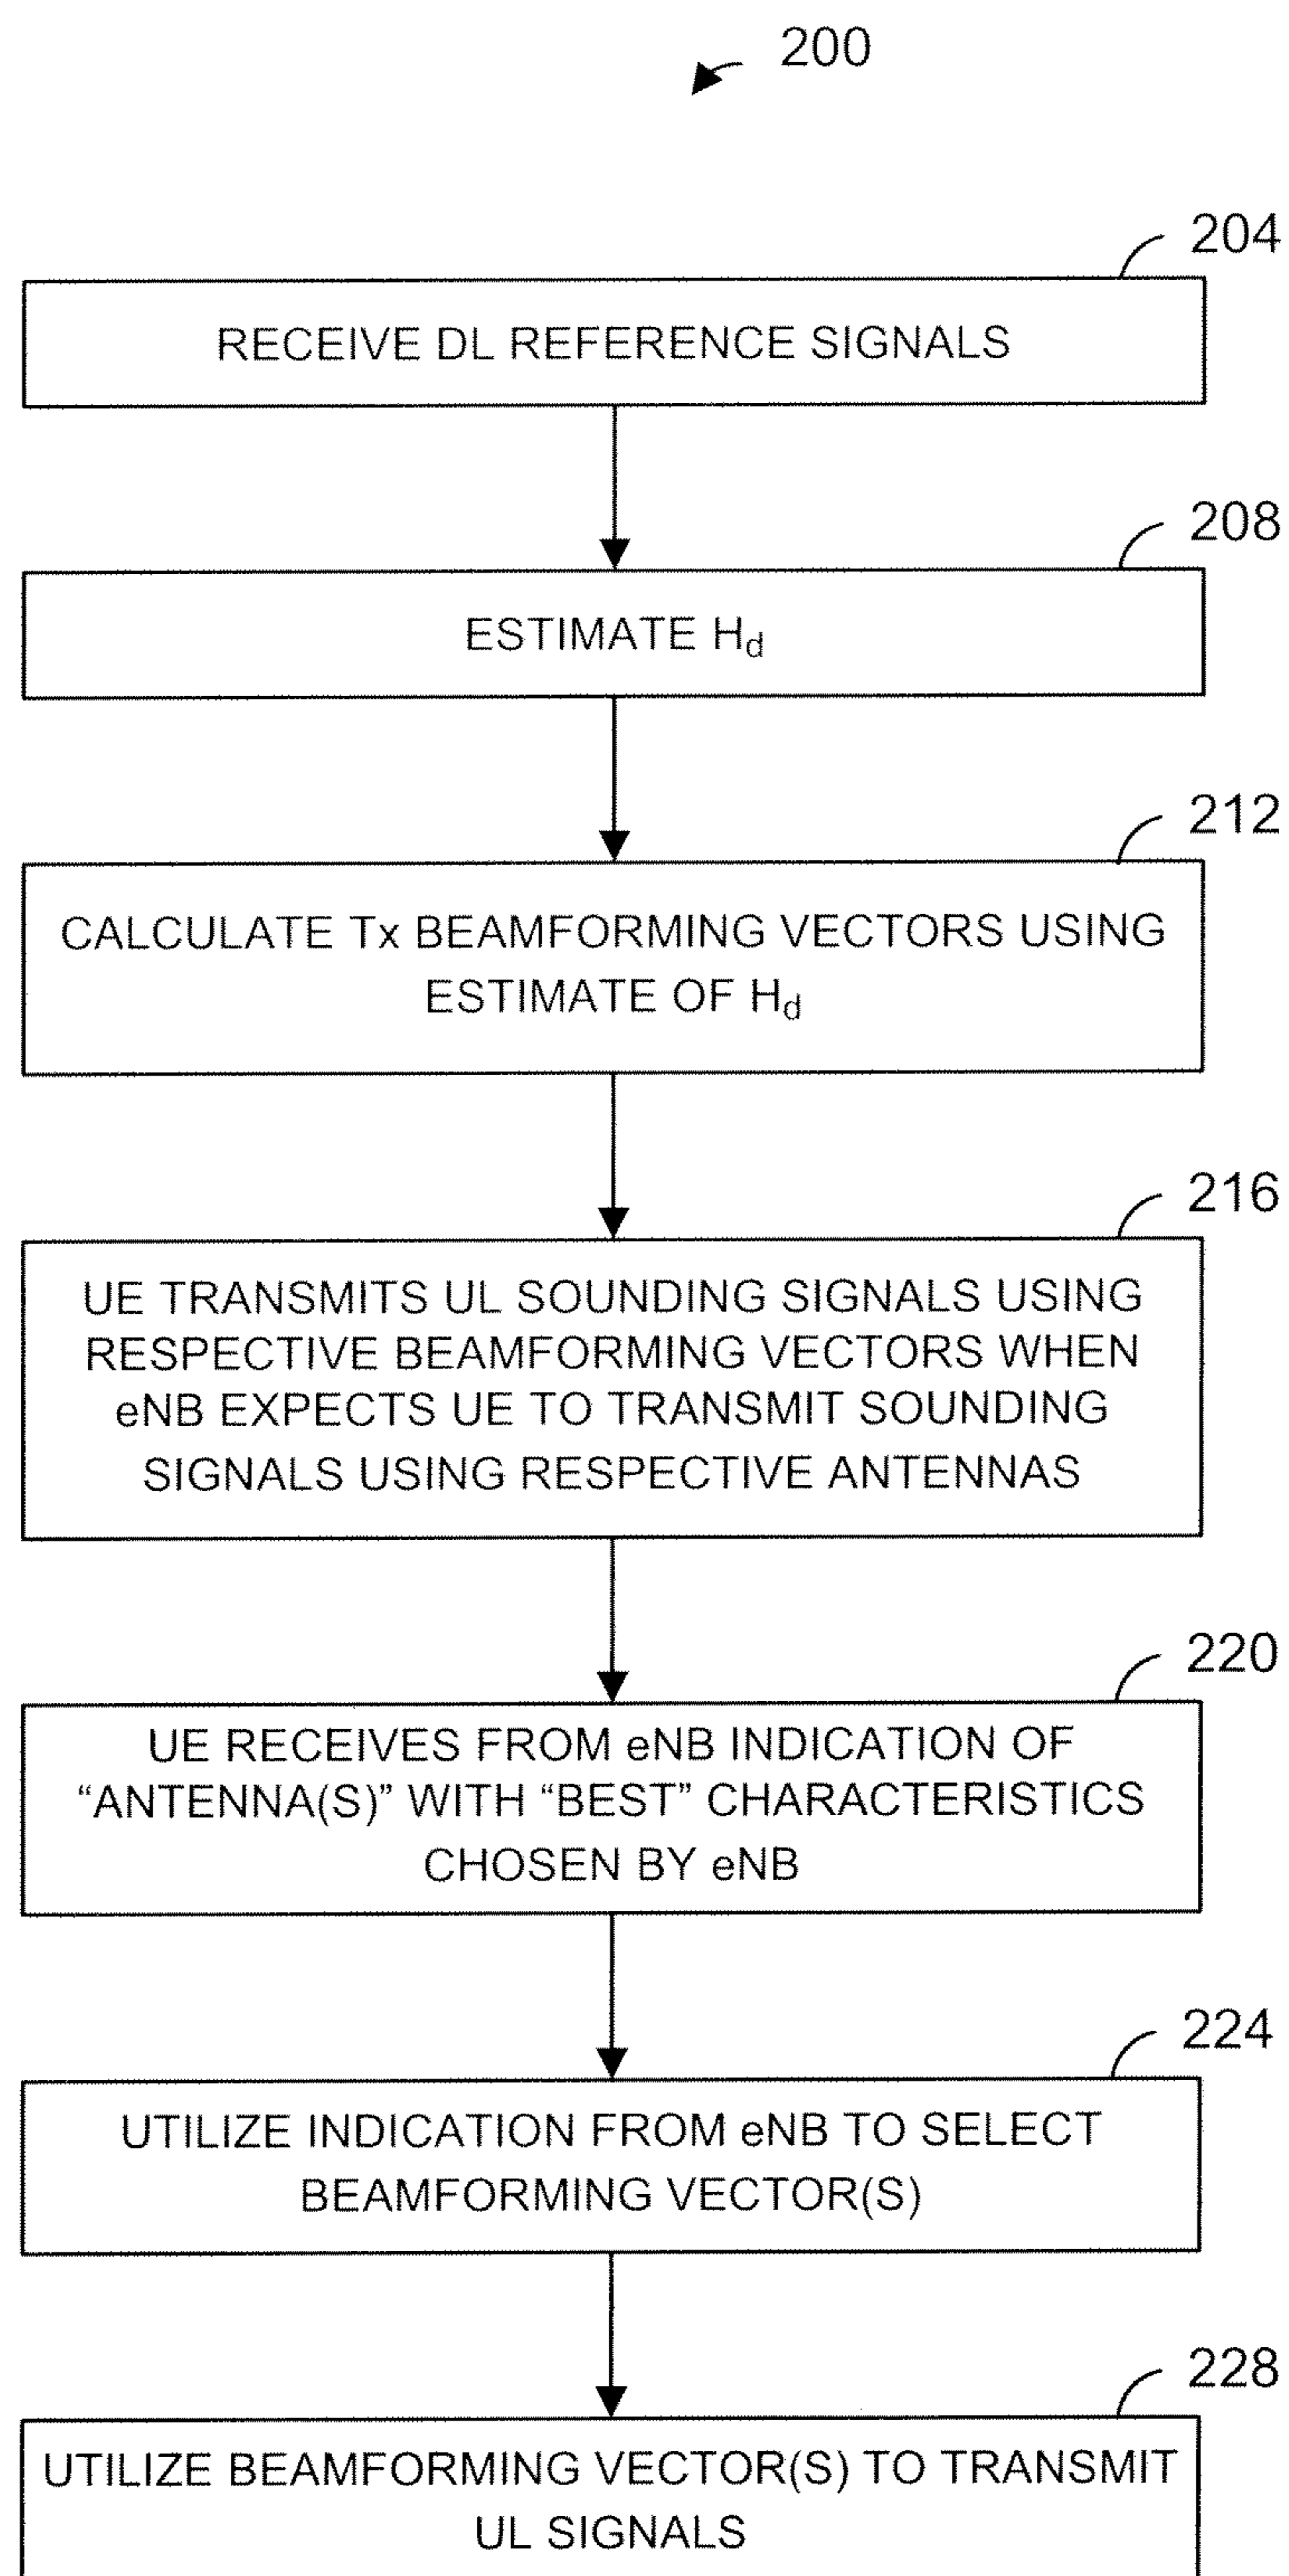 200
204
RECEIVE DL REFERENCE SIGNALS
208
ESTIMATE Hd
212
CALCULATE Tx BEAMFORMING VECTORS USING
ESTIMATE OF Hd
216
UE TRANSMITS UL SOUNDING SIGNALS USING
RESPECTIVE BEAMFORMING VECTORS WHEN
eNB EXPECTS UE TO TRANSMIT SOUNDING
SIGNALS USING RESPECTIVE ANTENNAS
220
UE RECEIVES FROM eNB INDICATION OF
“ANTENNA(S)” WITH “BEST” CHARACTERISTICS
CHOSEN BY eNB
224
UTILIZE INDICATION FROM eNB TO SELECT
BEAMFORMING VECTOR(S)
228
UTILIZE BEAMFORMING VECTOR(S) TO TRANSMIT
UL SIGNALS